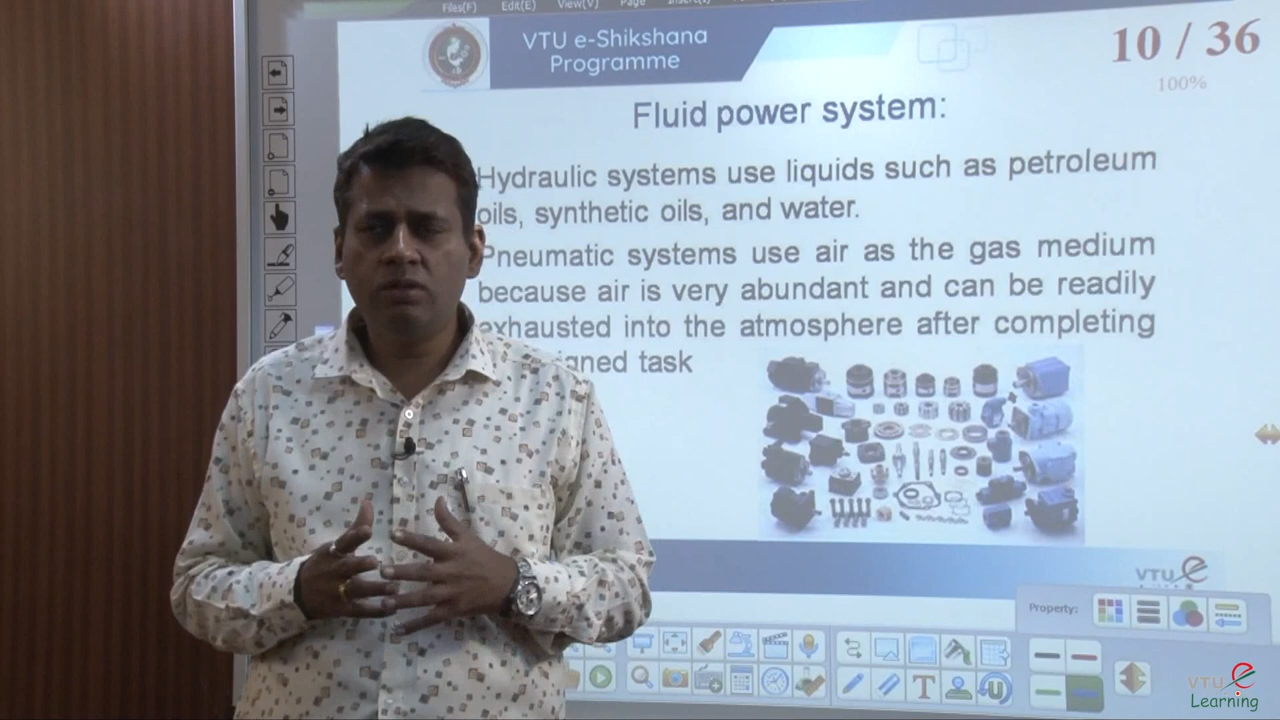 Files(F) Edit(E) View(V) Page Insert(I)
VTU e-Shikshana
Programme
10 / 36
100%
Fluid power system:
Hydraulic systems use liquids such as petroleum
oils, synthetic oils, and water.
Pneumatic systems use air as the gas medium
because air is very abundant and can be readily
exhausted into the atmosphere after completing
task
VTU e
Property:
T
VTU e
Learning